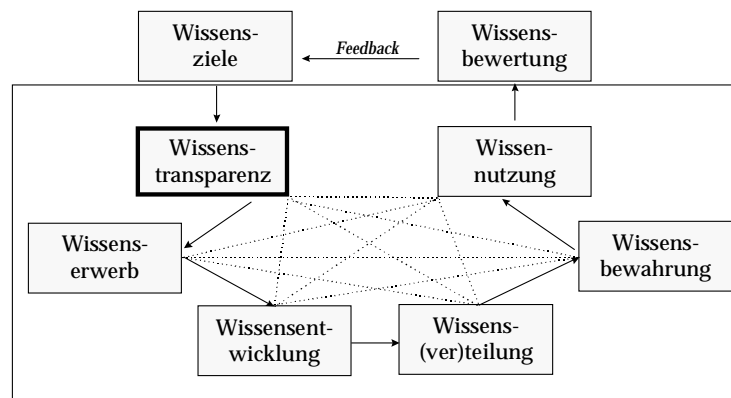 Wissens-
ziele
Feedback
Wissens-
bewertung
Wissens-
transparenz
Wissen-
nutzung
Wissens-
erwerb
Wissens-
bewahrung
Wissensent-
wicklung
Wissens-
(ver)teilung